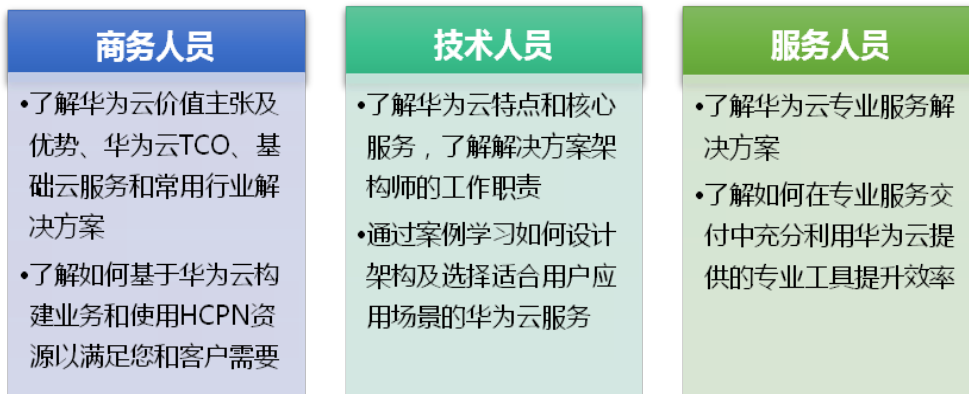 商务人员
•了解华为云价值主张及
优势、华为云TCO、基
础云服务和常用行业解
决方案
•了解如何基于华为云构
建业务和使用HCPN资
源以满足您和客户需要
技术人员
•了解华为云特点和核心
服务，了解解决方案架
构师的工作职责
•通过案例学习如何设计
架构及选择适合用户应
用场景的华为云服务
服务人员
•了解华为云专业服务解
决方案
•了解如何在专业服务交
付中充分利用华为云提
供的专业工具提升效率